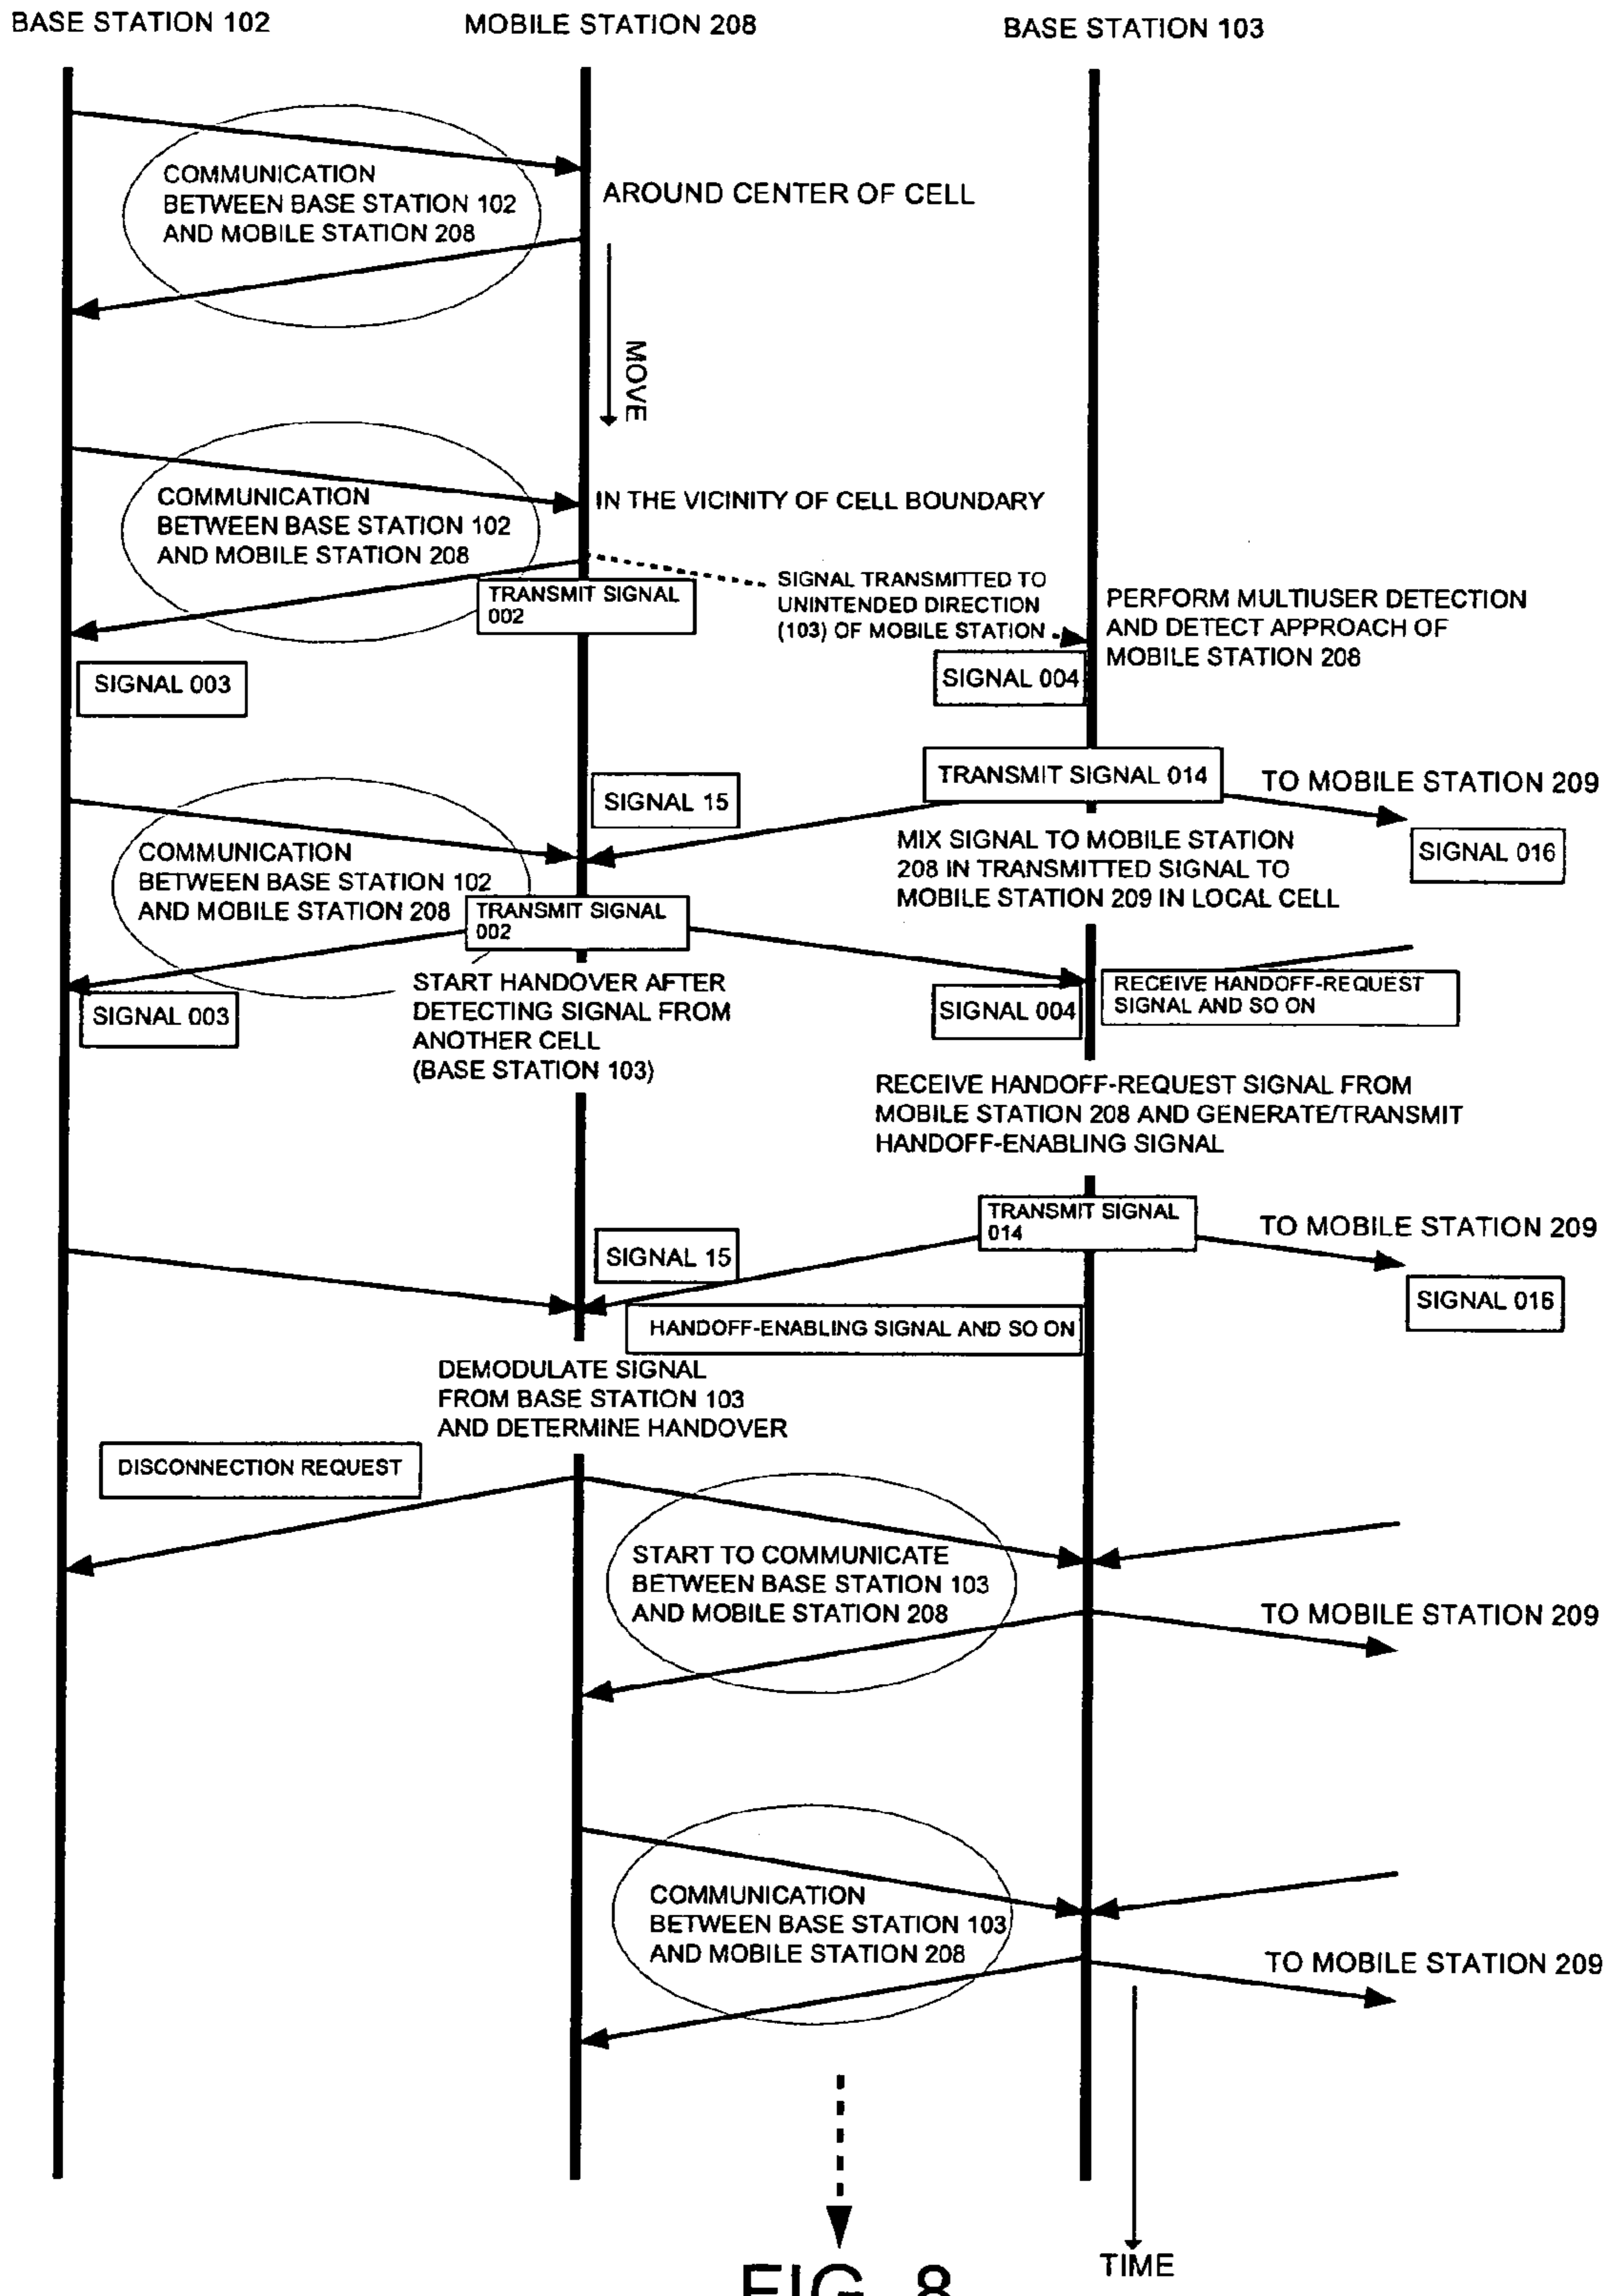 BASE STATION 102
MOBILE STATION 208
BASE STATION 103
COMMUNICATION
BETWEEN BASE STATION 102
AND MOBILE STATION 208
AROUND CENTER OF CELL
MOVE
COMMUNICATION
BETWEEN BASE STATION 102
AND MOBILE STATION 208
IN THE VICINITY OF CELL BOUNDARY
TRANSMIT SIGNAL
002
SIGNAL TRANSMITTED TO
UNINTENDED DIRECTION
(103) OF MOBILE STATION
PERFORM MULTIUSER DETECTION
AND DETECT APPROACH OF
MOBILE STATION 208
SIGNAL 003
SIGNAL 004
TRANSMIT SIGNAL 014
TO MOBILE STATION 209
SIGNAL 15
SIGNAL 016
COMMUNICATION
BETWEEN BASE STATION 102
AND MOBILE STATION 208
MIX SIGNAL TO MOBILE STATION
208 IN TRANSMITTED SIGNAL TO
MOBILE STATION 209 IN LOCAL CELL
TRANSMIT SIGNAL
002
SIGNAL 003
START HANDOVER AFTER
DETECTING SIGNAL FROM
ANOTHER CELL
(BASE STATION 103)
SIGNAL 004
RECEIVE HANDOFF-REQUEST
SIGNAL AND SO ON
RECEIVE HANDOFF-REQUEST SIGNAL FROM
MOBILE STATION 208 AND GENERATE/TRANSMIT
HANDOFF-ENABLING SIGNAL
TRANSMIT SIGNAL
014
TO MOBILE STATION 209
SIGNAL 15
SIGNAL 016
HANDOFF-ENABLING SIGNAL AND SO ON
DEMODULATE SIGNAL
FROM BASE STATION 103
AND DETERMINE HANDOVER
DISCONNECTION REQUEST
START TO COMMUNICATE
BETWEEN BASE STATION 103
AND MOBILE STATION 208
TO MOBILE STATION 209
COMMUNICATION
BETWEEN BASE STATION 103
AND MOBILE STATION 208
TO MOBILE STATION 209
TIME
FIG. 8